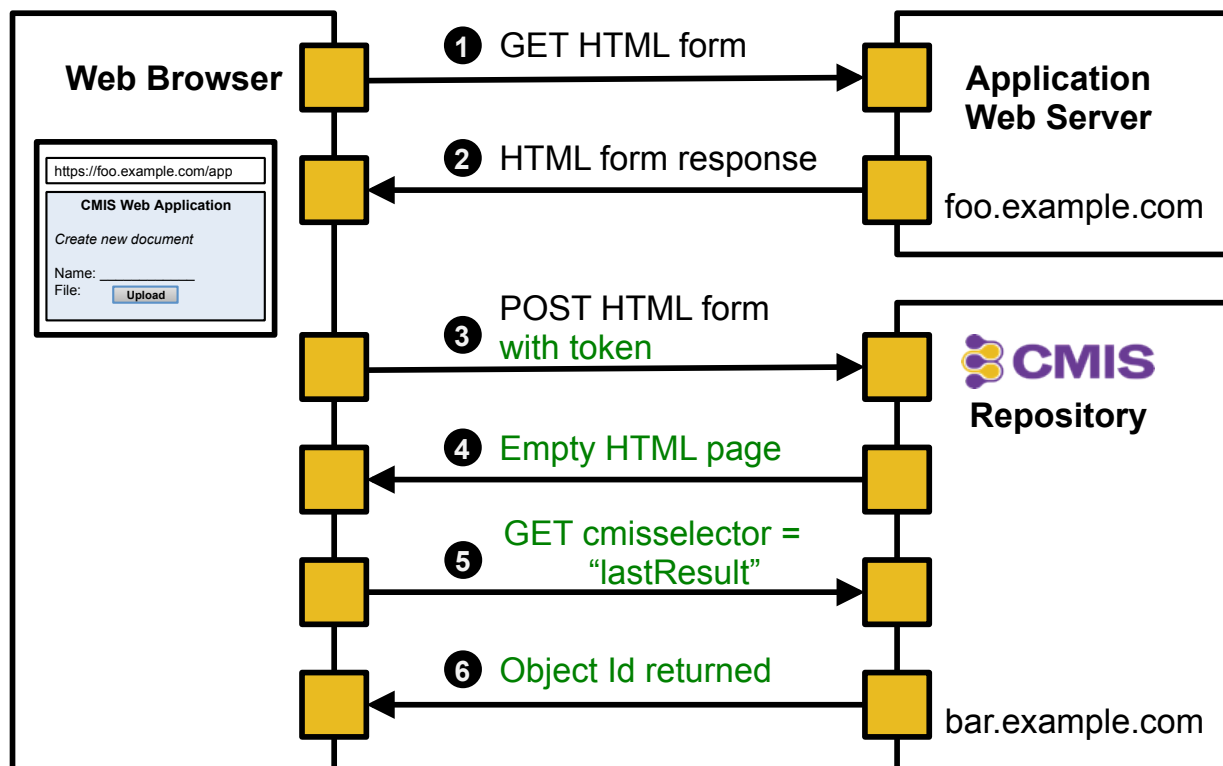 Web Browser
https://foo.example.com/app
CMIS Web Application
Create new document
Name: ____________
File:
Upload
1 GET HTML form
2 HTML form response
Application
Web Server
foo.example.com
3 POST HTML form
with token
4 Empty HTML page
5 GET cmisselector =
“lastResult”
6 Object Id returned
CMIS
Repository
bar.example.com